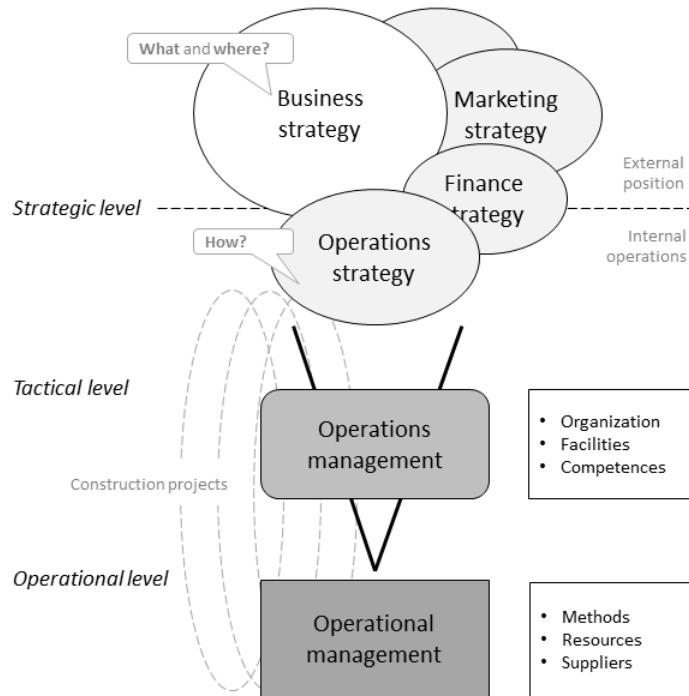 What and where?
Business
strategy
Marketing
strategy
External
position
Finance
strategy
Strategic level
Internal
operations
How?
Operations
strategy
Tactical level
Operations
management
• Organization
• Facilities
• Competences
Construction projects
Operational level
Operational
management
• Methods
• Resources
• Suppliers